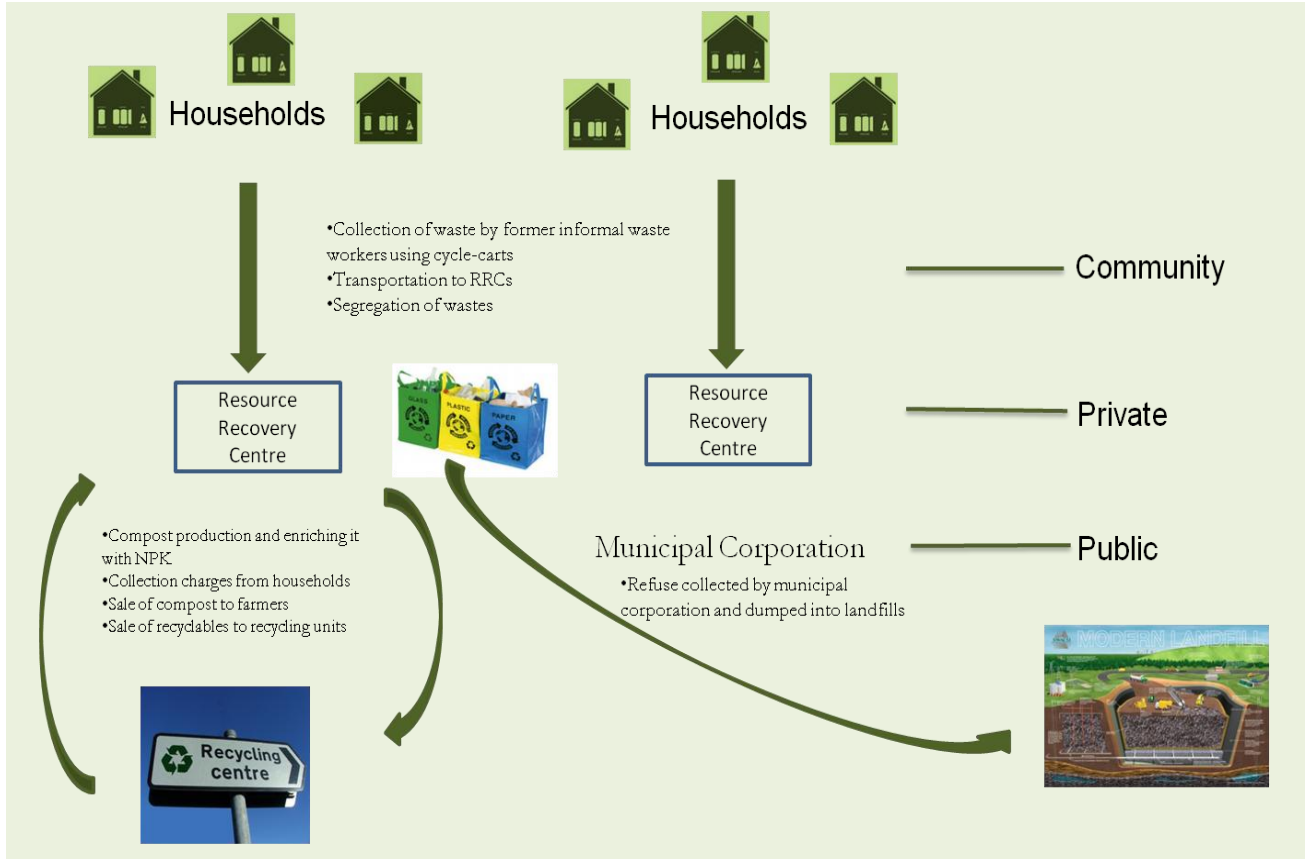 Households
Households
•Collection of waste by former informal waste
workers using cycle-carts
•Transportation to RRCs
•Segregation of wastes
Community
Resource
Recovery
Centre
GLASS
PLASTIC
PAPER
Resource
Recovery
Centre
Private
•Compost production and enriching it
with NPK
•Collection charges from households
•Sale of compost to farmers
•Sale of recyclables to recycling units
Municipal Corporation
•Refuse collected by municipal
corporation and dumped into landfills
Public
MODERN LANDFILL
Recycling
centre